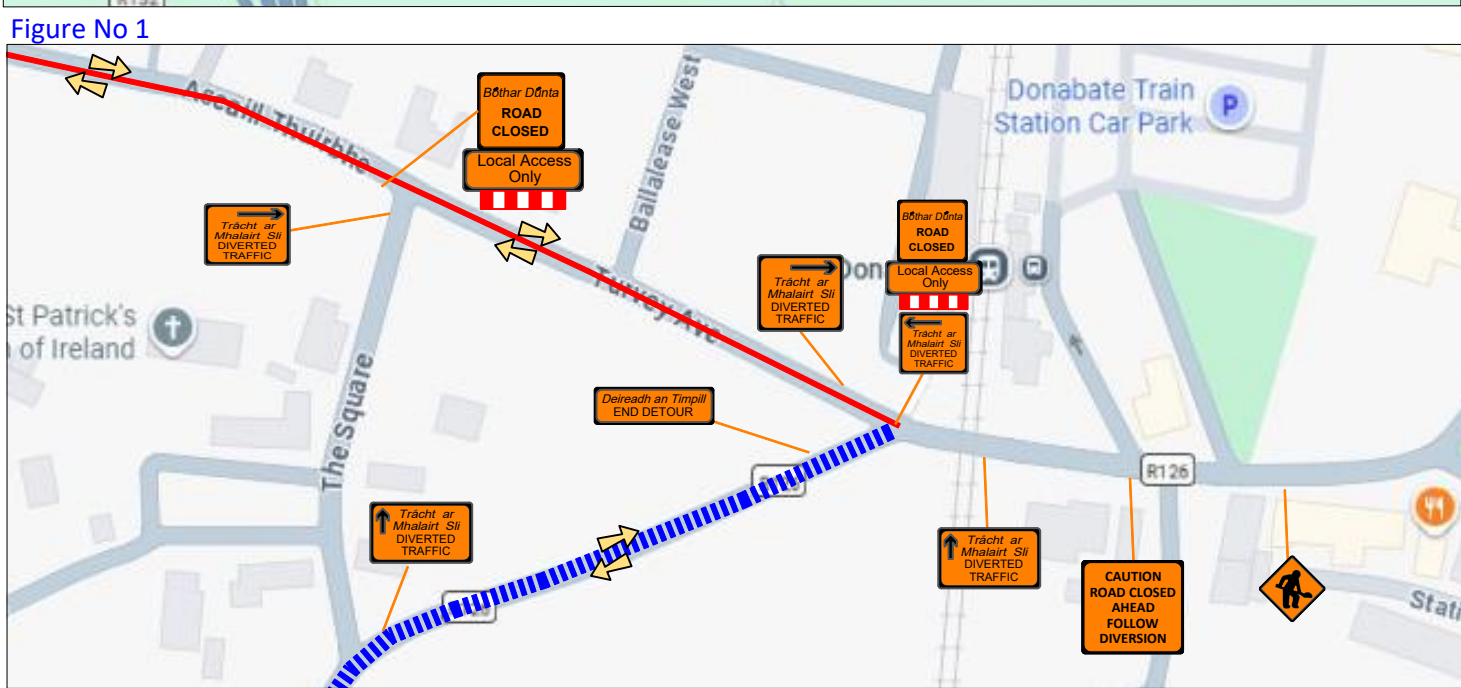 Figure No 1
Ascaill Thuirbhe
Bóthar Dúnta
ROAD
CLOSED
Local Access
Only
Ballalease West
Donabate Train
Station Car Park
P
Trácht ar
Mhalairt Slí
DIVERTED
TRAFFIC
Bóthar Dúnta
ROAD
CLOSED
Local Access
Only
Trácht ar
Mhalairt Slí
DIVERTED
TRAFFIC
Don
Trácht ar
Mhalairt Slí
DIVERTED
TRAFFIC
St Patrick's
of Ireland
Turvey Ave
The Square
Deireadh an Timpill
END DETOUR
R126
Trácht ar
Mhalairt Slí
DIVERTED
TRAFFIC
Trácht ar
Mhalairt Slí
DIVERTED
TRAFFIC
CAUTION
ROAD CLOSED
AHEAD
FOLLOW
DIVERSION
Stati